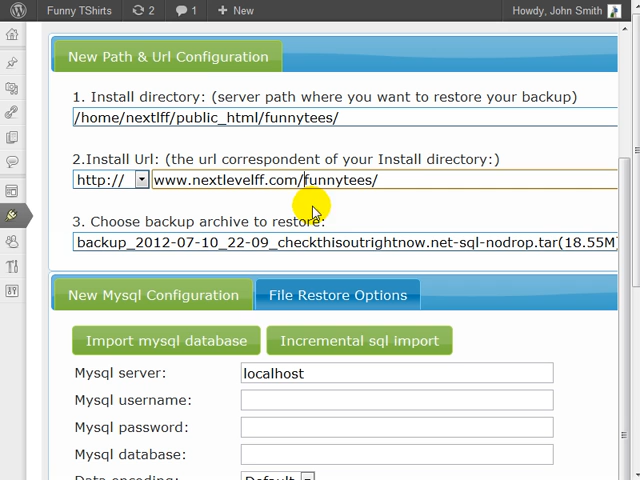 Funny TShirts 2 1 + New Howdy, John Smith
New Path & Url Configuration
1. Install directory: (server path where you want to restore your backup)
/home/nextlff/public_html/funnytees/
2.Install Url: (the url correspondent of your Install directory:)
http:// www.nextlevelff.com/funnytees/
3. Choose backup archive to restore:
backup_2012-07-10_22-09_checkthisoutrightnow.net-sql-nodrop.tar(18.55M
New Mysql Configuration File Restore Options
Import mysql database Incremental sql import
Mysql server: localhost
Mysql username:
Mysql password:
Mysql database:
Data encoding: Default